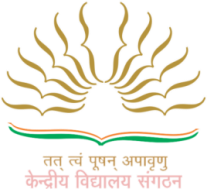 तत् त्वं पूषन् अपावृणु
केन्द्रीय विद्यालय संगठन